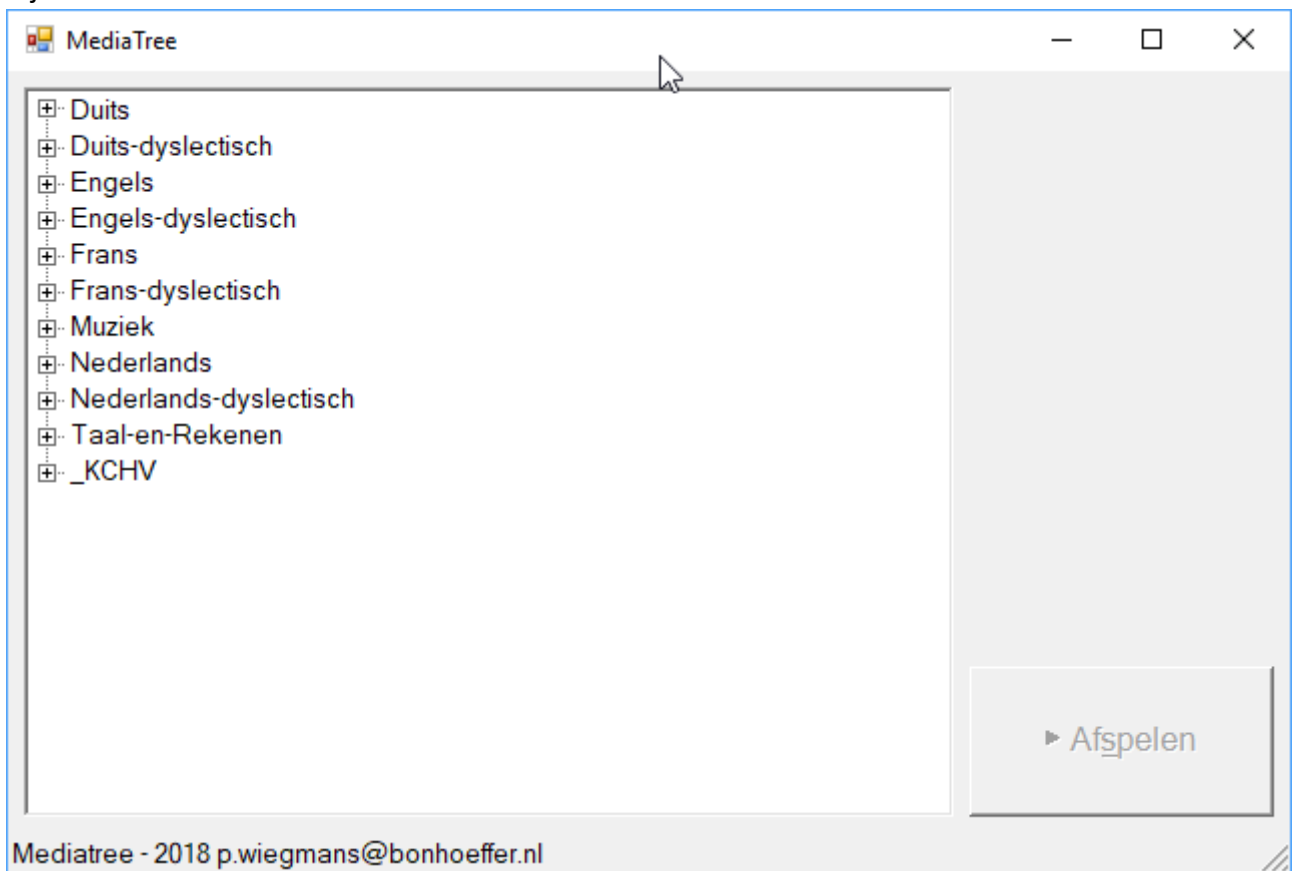 MediaTree
Duits
Duits-dyslectisch
Engels
Engels-dyslectisch
Frans
Frans-dyslectisch
Muziek
Nederlands
Nederlands-dyslectisch
Taal-en-Rekenen
_KCHV
Afspelen
Mediatree - 2018 p.wiegmans@bonhoeffer.nl